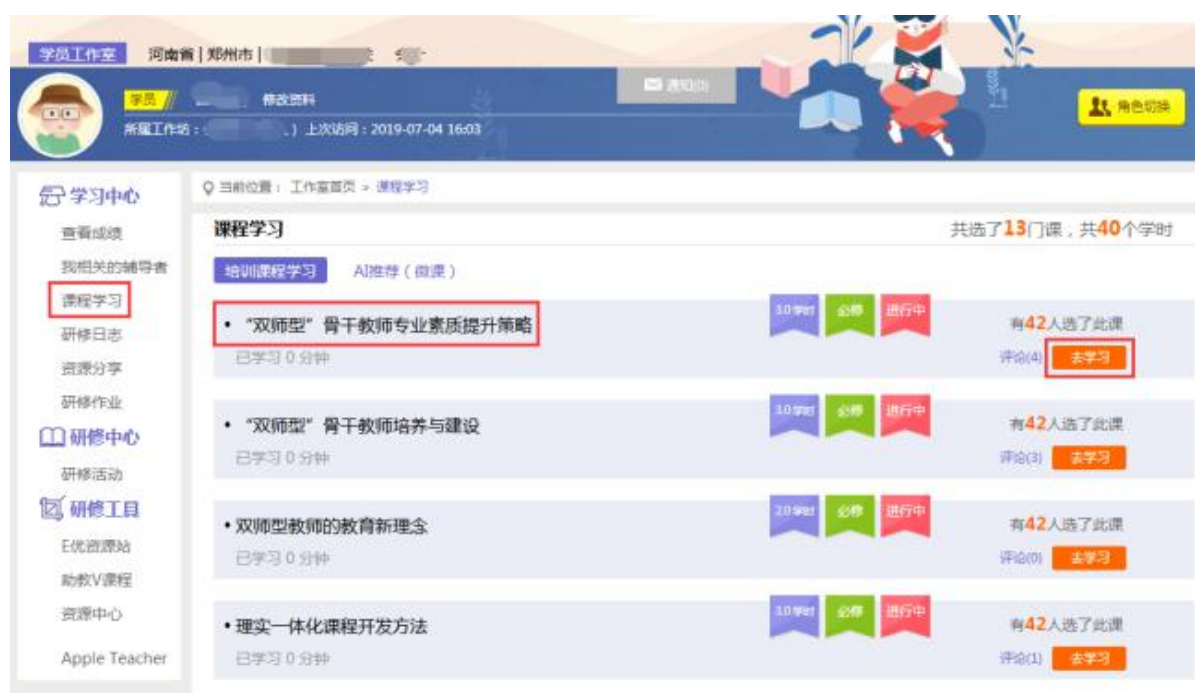 学员工作室 河南省 | 郑州市 |
学员 修改资料
通知(0)
角色切换
所属工作坊： ）上次访问：2019-07-04 16:03
学习中心
查看成绩
我相关的辅导者
课程学习
研修日志
资源分享
研修作业
研修中心
研修活动
研修工具
E优资源站
助教V课程
资源中心
Apple Teacher
当前位置： 工作室首页 > 课程学习
课程学习 共选了13门课，共40个学时
培训课程学习 AI推荐（微课）
• “双师型”骨干教师专业素质提升策略
3.0学时 必修 进行中
有42人选了此课
已学习 0 分钟
评论(4) 去学习
• “双师型”骨干教师培养与建设
必修 进行中
有42人选了此课
已学习 0 分钟
评论(3) 去学习
• 双师型教师的教育新理念
2.0学时 必修 进行中
有42人选了此课
已学习 0 分钟
评论(0) 去学习
• 理实一体化课程开发方法
必修 进行中
有42人选了此课
已学习 0 分钟
评论(1) 去学习